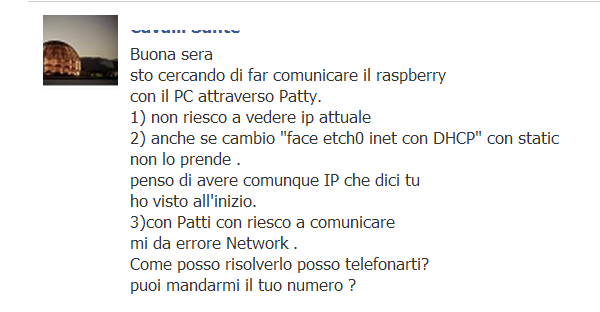 Cavalli Sante
Buona sera
sto cercando di far comunicare il raspberry
con il PC attraverso Patty.
1) non riesco a vedere ip attuale
2) anche se cambio "face etch0 inet con DHCP" con static
non lo prende .
penso di avere comunque IP che dici tu
ho visto all'inizio.
3)con Patti con riesco a comunicare
mi da errore Network .
Come posso risolverlo posso telefonarti?
puoi mandarmi il tuo numero ?